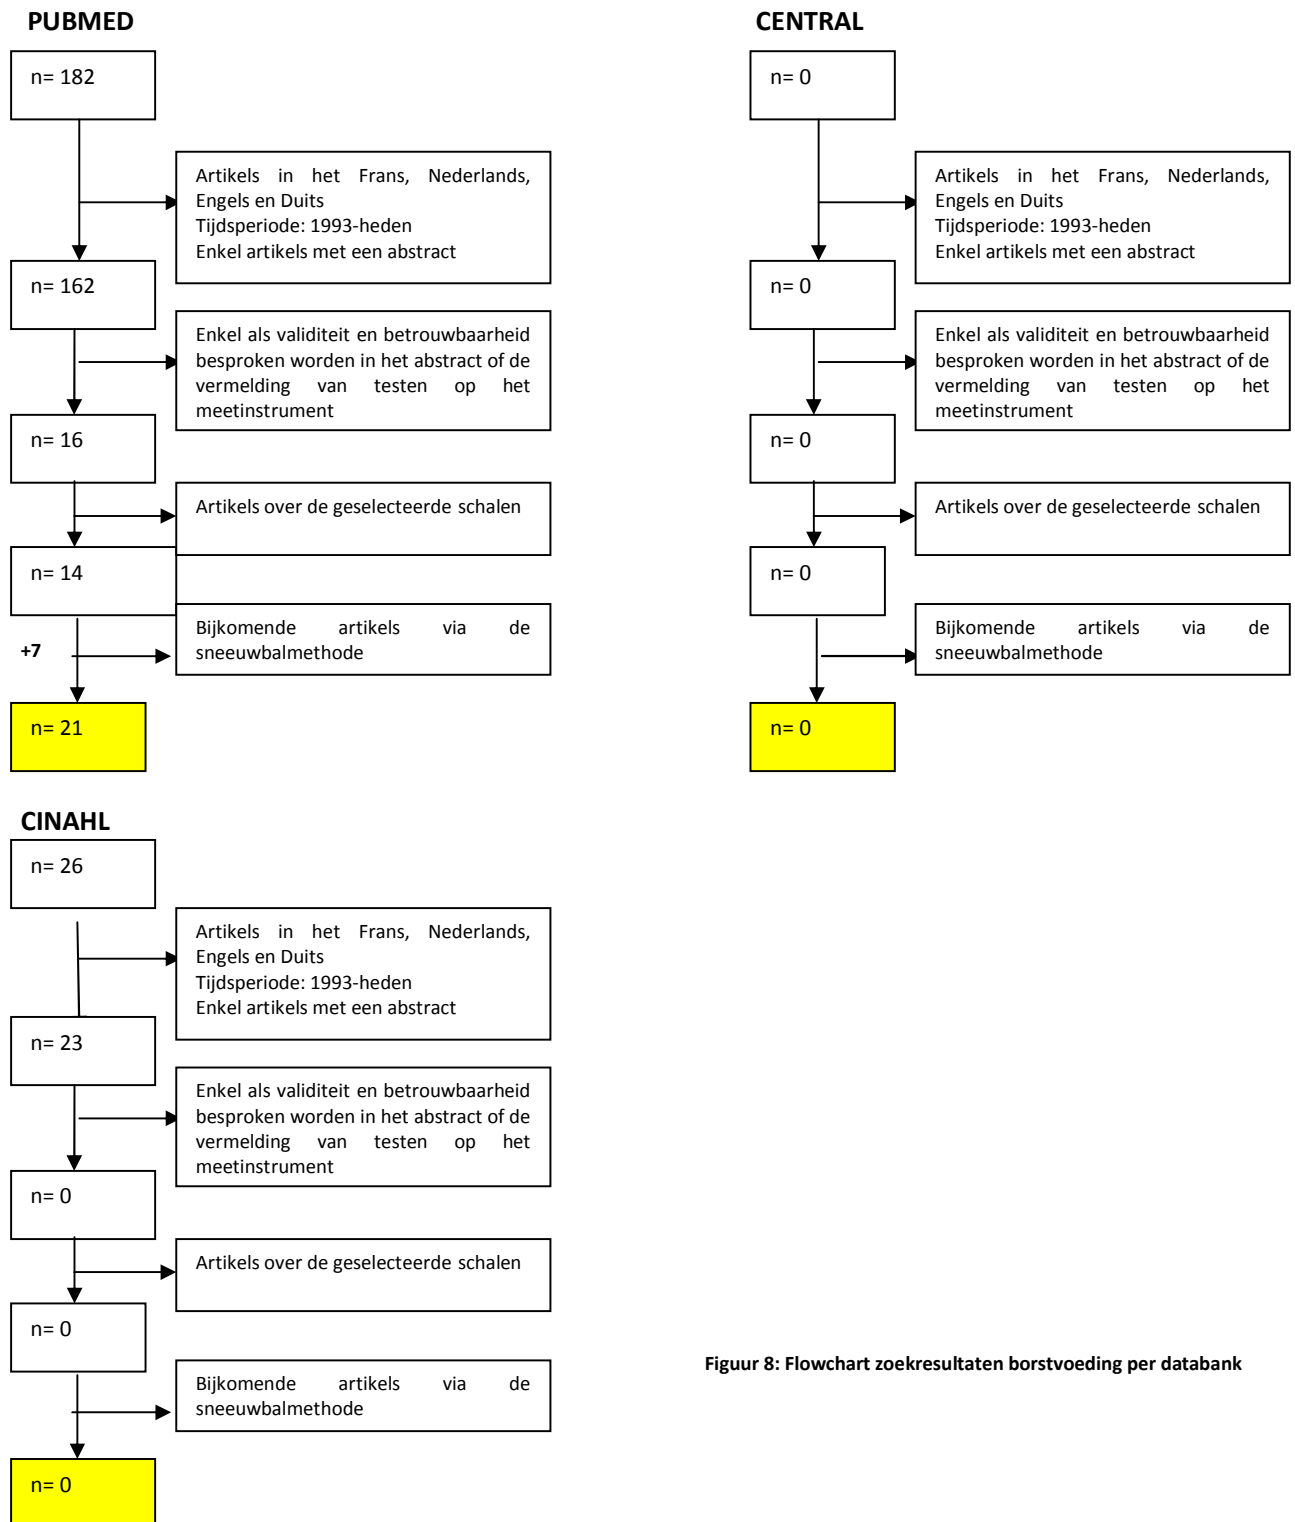 PUBMED
n= 182
Artikels in het Frans, Nederlands,
Engels en Duits
Tijdsperiode: 1993-heden
Enkel artikels met een abstract
n= 162
Enkel als validiteit en betrouwbaarheid
besproken worden in het abstract of de
vermelding van testen op het
meetinstrument
n= 16
Artikels over de geselecteerde schalen
n= 14
+7
Bijkomende artikels via de
sneeuwbalmethode
n= 21
CENTRAL
n= 0
Artikels in het Frans, Nederlands,
Engels en Duits
Tijdsperiode: 1993-heden
Enkel artikels met een abstract
n= 0
Enkel als validiteit en betrouwbaarheid
besproken worden in het abstract of de
vermelding van testen op het
meetinstrument
n= 0
Artikels over de geselecteerde schalen
n= 0
Bijkomende artikels via de
sneeuwbalmethode
n= 0
CINAHL
n= 26
Artikels in het Frans, Nederlands,
Engels en Duits
Tijdsperiode: 1993-heden
Enkel artikels met een abstract
n= 23
Enkel als validiteit en betrouwbaarheid
besproken worden in het abstract of de
vermelding van testen op het
meetinstrument
n= 0
Artikels over de geselecteerde schalen
n= 0
Bijkomende artikels via de
sneeuwbalmethode
n= 0
Figuur 8: Flowchart zoekresultaten borstvoeding per databank